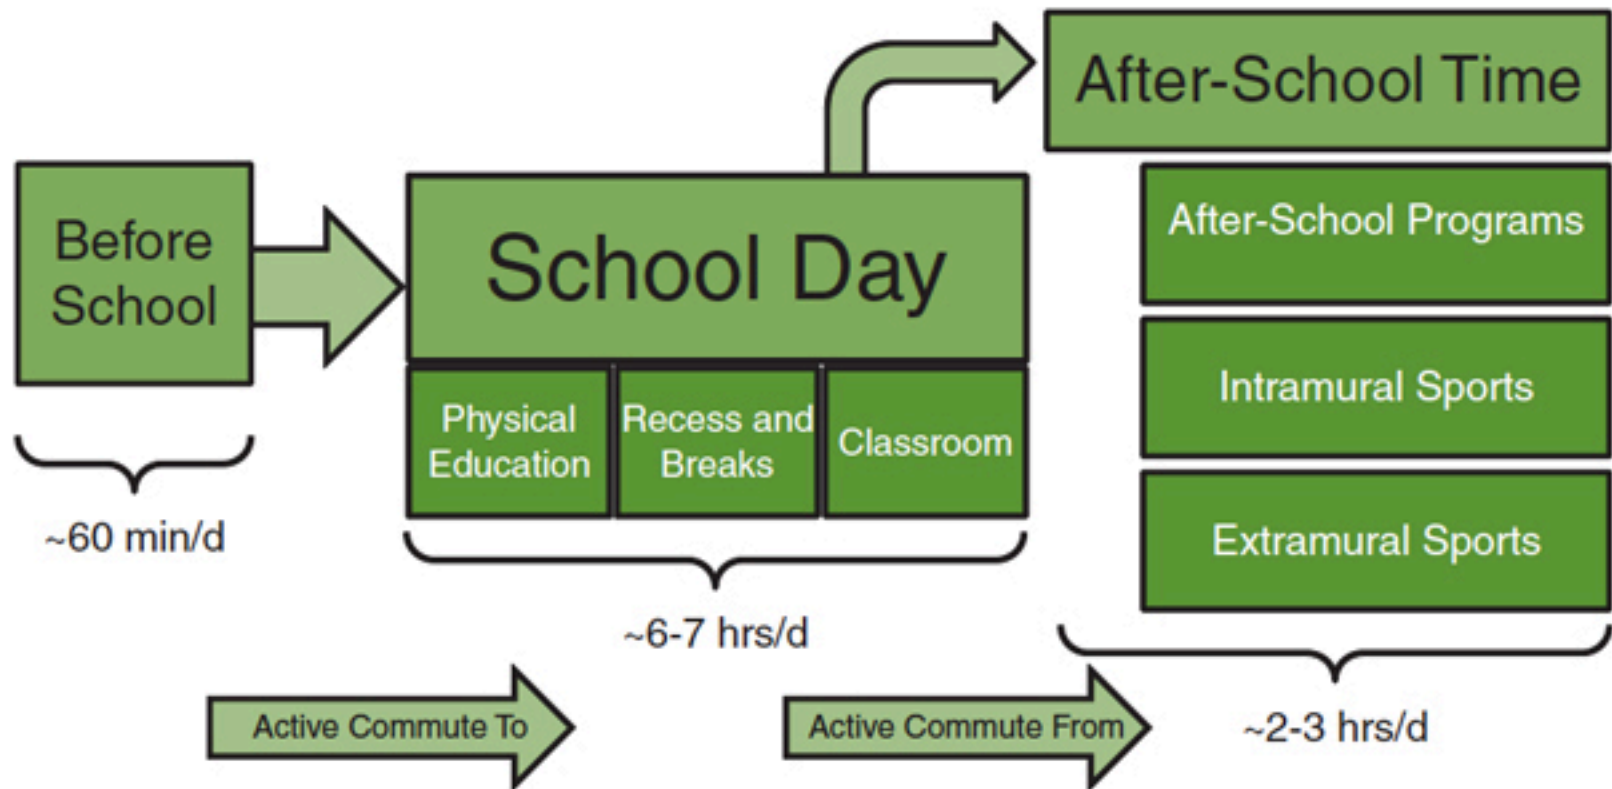 Before
School
~60 min/d
School Day
Physical
Education
Recess and
Breaks
Classroom
~6-7 hrs/d
After-School Time
After-School Programs
Intramural Sports
Extramural Sports
~2-3 hrs/d
Active Commute To
Active Commute From